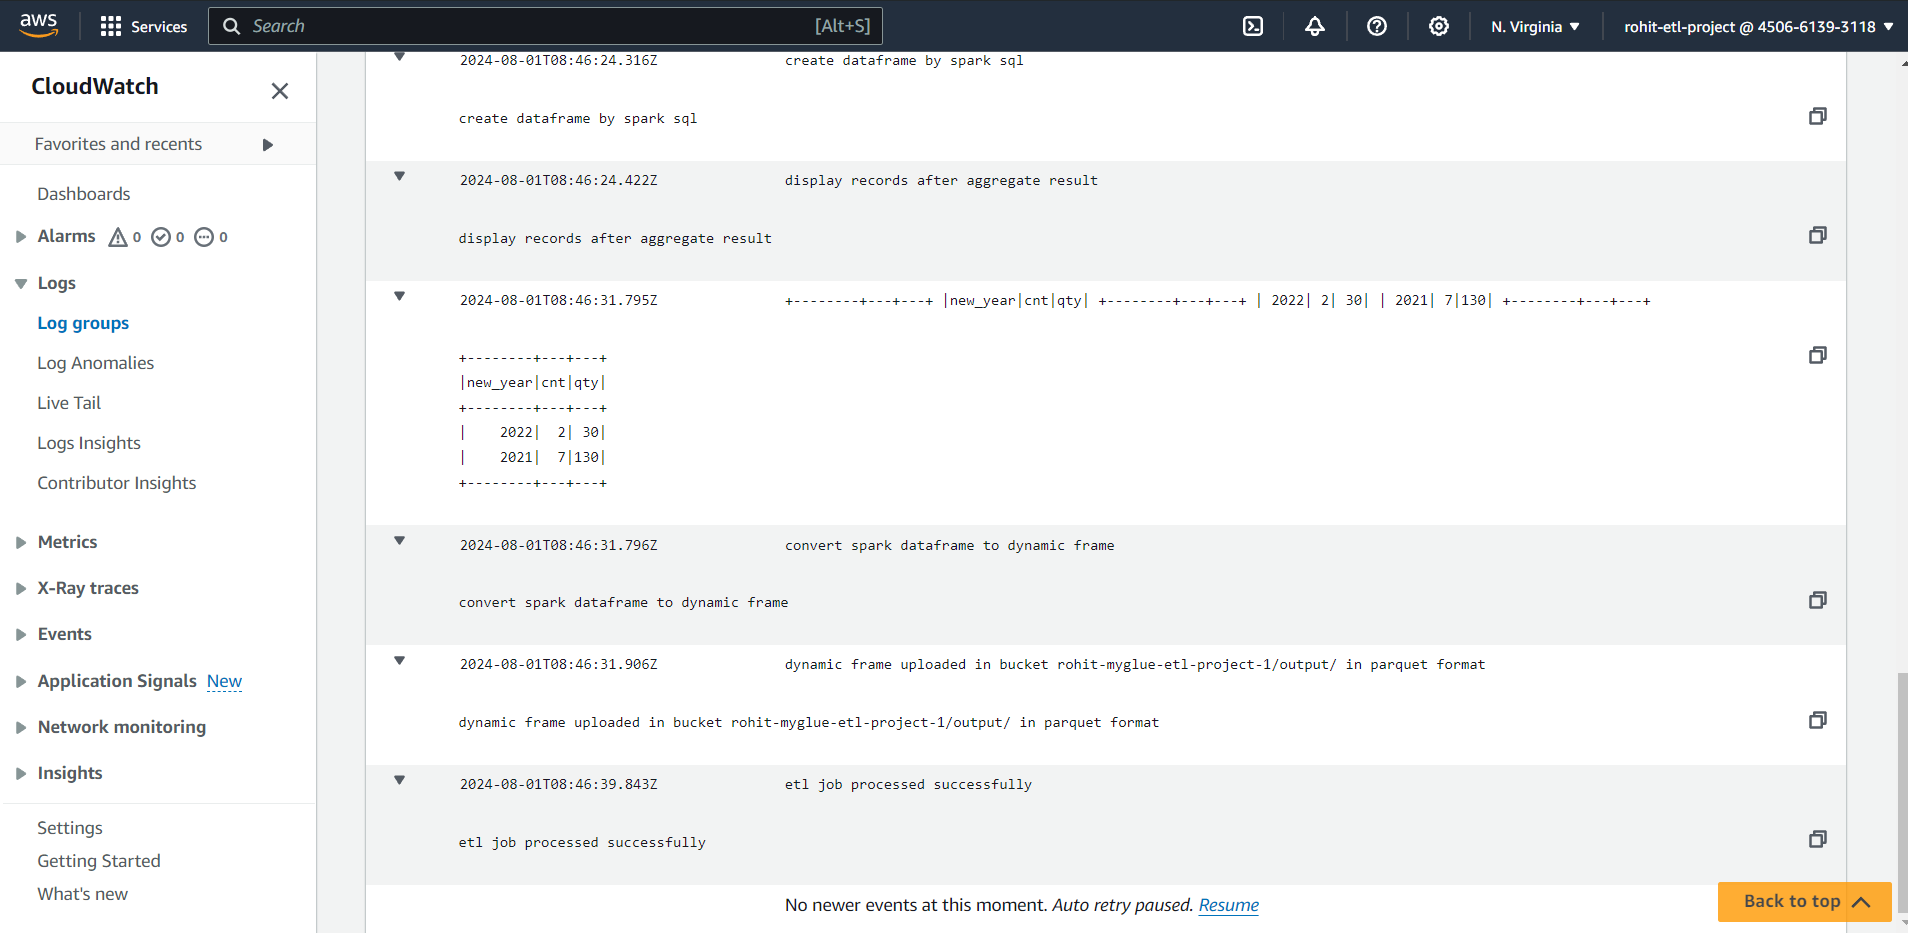 aws Services Search [Alt+S] N. Virginia rohit-etl-project @ 4506-6139-3118
CloudWatch
Favorites and recents
Dashboards
Alarms 0 0 0
Logs
Log groups
Log Anomalies
Live Tail
Logs Insights
Contributor Insights
Metrics
X-Ray traces
Events
Application Signals New
Network monitoring
Insights
Settings
Getting Started
What's new
2024-08-01T08:46:24.316Z create dataframe by spark sql
create dataframe by spark sql
2024-08-01T08:46:24.422Z display records after aggregate result
display records after aggregate result
2024-08-01T08:46:31.795Z +--------+---+---+ |new_year|cnt|qty| +--------+---+---+ | 2022| 2| 30| | 2021| 7|130| +--------+---+---+
+--------+---+---+
|new_year|cnt|qty|
+--------+---+---+
|    2022|  2| 30|
|    2021|  7|130|
+--------+---+---+
2024-08-01T08:46:31.796Z convert spark dataframe to dynamic frame
convert spark dataframe to dynamic frame
2024-08-01T08:46:31.906Z dynamic frame uploaded in bucket rohit-myglue-etl-project-1/output/ in parquet format
dynamic frame uploaded in bucket rohit-myglue-etl-project-1/output/ in parquet format
2024-08-01T08:46:39.843Z etl job processed successfully
etl job processed successfully
No newer events at this moment. Auto retry paused. Resume
Back to top